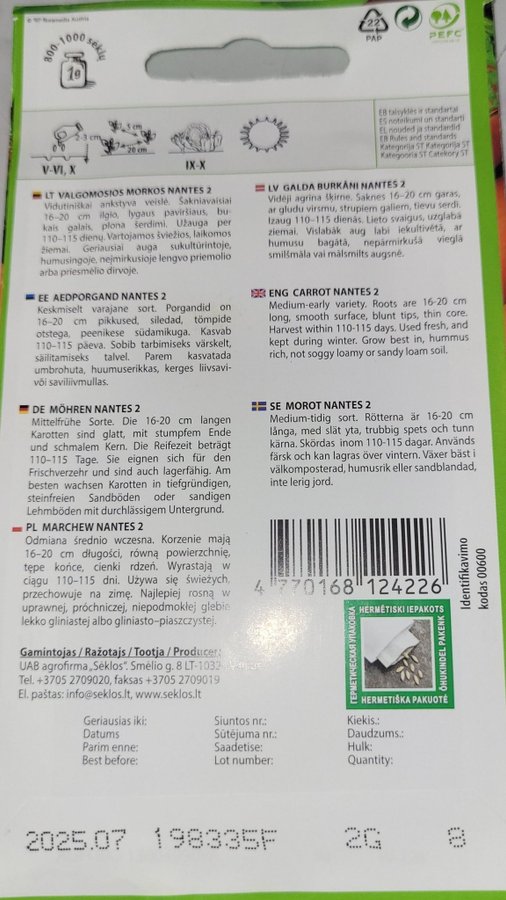 22
PAP
PEFC
800-1000 sėklų
1g
2-3 cm
5 cm
20 cm
V-VI, X
IX-X
EB taisyklės ir standartai
ES noteikumi un standarti
EL nõuded ja standardid
EB Rules and standards
Kategorija ST Kategorija ST
Kategooria ST Catekory ST
LT VALGOMOSIOS MORKOS NANTES 2
Vidutiniškai ankstyva veislė. Šakniavaisiai
16–20 cm ilgio, lygaus paviršiaus, bu-
kais galais, plona šerdimi. Užauga per
110–115 dienų. Vartojamos šviežios, laikomos
žiemai. Geriausiai auga sukultūrintoje,
humusingoje, neįmirkusioje lengvo priemolio
arba priesmėlio dirvoje.
LV GALDA BURKĀNI NANTES 2
Vidēji agrīna šķirne. Saknes 16–20 cm garas,
ar gludu virsmu, strupiem galiem, tievu serdi.
Izaug 110–115 dienās. Lieto svaigus, uzglabā
ziemai. Vislabāk aug labi iekultivētā, ar
humusu bagātā, nepārmirkušā vieglā
smilšmāla vai mālsmilts augsnē.
EE AEDPORGAND NANTES 2
Keskmiselt varajane sort. Porgandid on
16–20 cm pikkused, siledad, tömpide
otstega, peenikese südamikuga. Kasvab
110–115 päeva. Sobib tarbimiseks värskelt,
säilitamiseks talvel. Parem kasvatada
umbrohuta, huumuserikkas, kerges liivsavi-
või saviliivmullas.
ENG CARROT NANTES 2
Medium-early variety. Roots are 16-20 cm
long, smooth surface, blunt tips, thin core.
Harvest within 110-115 days. Used fresh, and
kept during winter. Grow best in, hummus
rich, not soggy loamy or sandy loam soil.
DE MÖHREN NANTES 2
Mittelfrühe Sorte. Die 16-20 cm langen
Karotten sind glatt, mit stumpfem Ende
und schmalem Kern. Die Reifezeit beträgt
110–115 Tage. Sie eignen sich für den
Frischverzehr und sind auch lagerfähig. Am
besten wachsen Karotten in tiefgründigen,
steinfreien Sandböden oder sandigen
Lehmböden mit durchlässigem Untergrund.
SE MOROT NANTES 2
Medium-tidig sort. Rötterna är 16-20 cm
långa, med slät yta, trubbig spets och tunn
kärna. Skördas inom 110-115 dagar. Används
färsk och kan lagras över vintern. Växer bäst i
välkomposterad, humusrik eller sandblandad,
inte lerig jord.
PL MARCHEW NANTES 2
Odmiana średnio wczesna. Korzenie mają
16–20 cm długości, równą powierzchnię,
tępe końce, cienki rdzeń. Wyrastają w
ciągu 110–115 dni. Używa się świeżych,
przechowuje na zimę. Najlepiej rosną w
uprawnej, próchniczej, niepodmokłej glebie
lekko gliniastej albo gliniasto–piaszczystej.
4 770168 124226
Identifikavimo
kodas 00600
HERMĖTISKI IEPAKOTS
ГЕРМЕТИЧЕСКАЯ УПАКОВКА
ÕHUKINDEL PAKENK
HERMETIŠKA PAKUOTĖ
Gamintojas / Ražotajs / Tootja / Producer:
UAB agrofirma „Sėklos“. Smėlio g. 8 LT-1032
Tel. +3705 2709020, faksas +3705 2709019
El. paštas: info@seklos.lt, www.seklos.lt
Geriausias iki: Siuntos nr.: Kiekis.:
Datums Sūtējuma nr.: Daudzums.:
Parim enne: Saadetise: Hulk:
Best before: Lot number: Quantity:
2025.07 198335F 2G 8